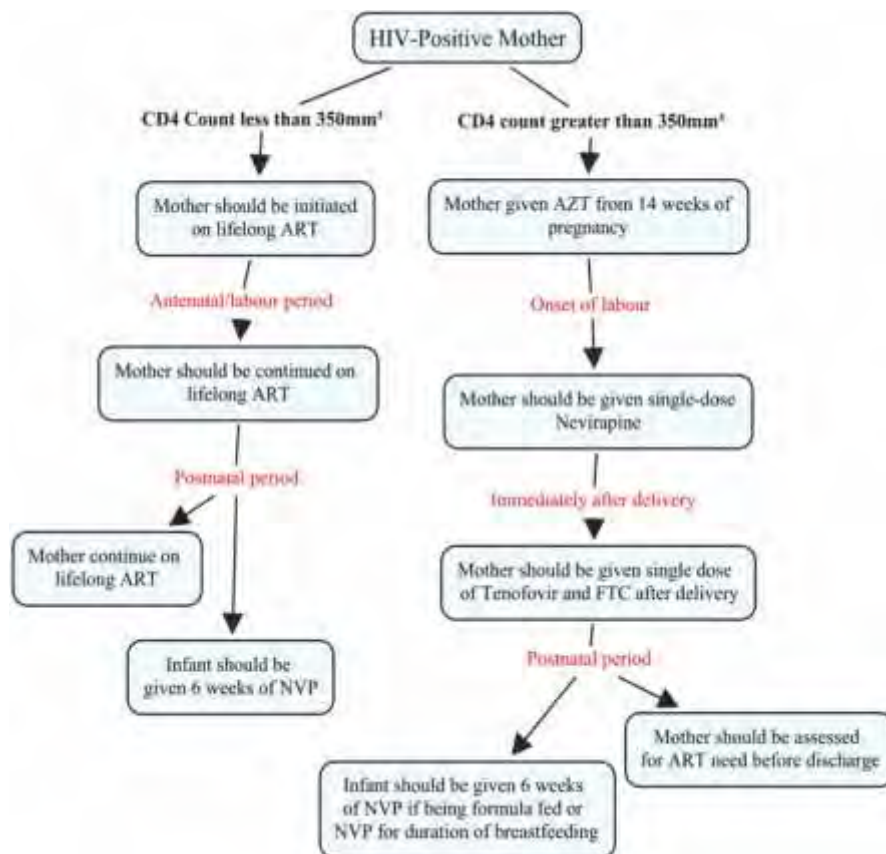 HIV-Positive Mother
CD4 Count less than 350mm³
CD4 count greater than 350mm³
Mother should be initiated
on lifelong ART
Mother given AZT from 14 weeks of
pregnancy
Antenatal/labour period
Onset of labour
Mother should be continued on
lifelong ART
Mother should be given single-dose
Nevirapine
Postnatal period
Immediately after delivery
Mother continue on
lifelong ART
Mother should be given single dose
of Tenofovir and FTC after delivery
Infant should be
given 6 weeks of NVP
Postnatal period
Mother should be assessed
for ART need before discharge
Infant should be given 6 weeks
of NVP if being formula fed or
NVP for duration of breastfeeding